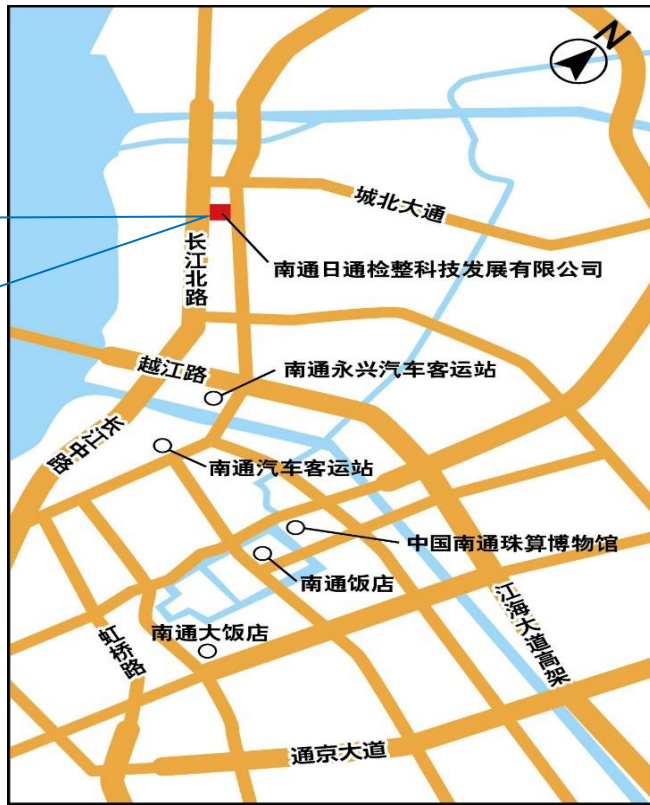 N
城北大通
南通日通检整科技发展有限公司
长江北路
越江路
南通永兴汽车客运站
长江中路
南通汽车客运站
中国南通珠算博物馆
南通饭店
江海大道高架
南通大饭店
虹桥路
通京大道